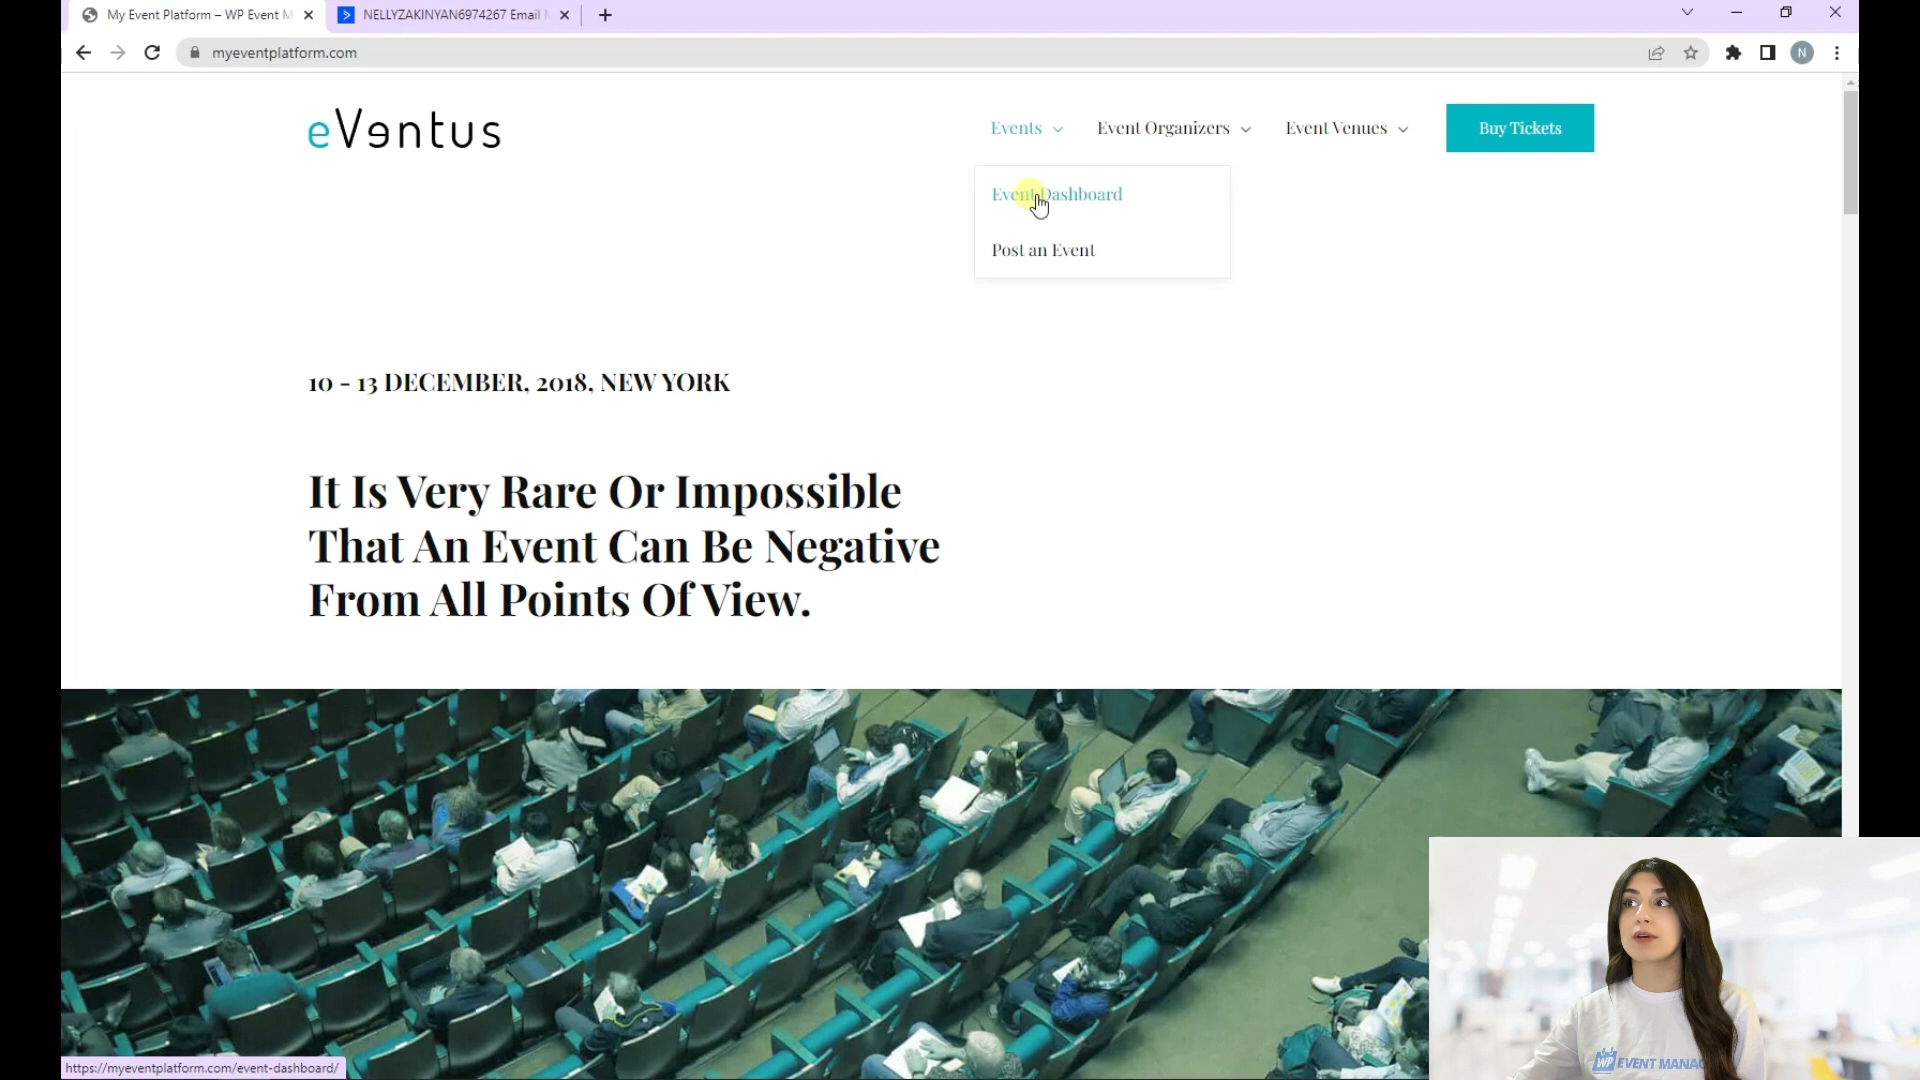 My Event Platform – WP Event M
NELLYZAKINYAN6974267 Email M
myeventplatform.com
N
eVentus
Events
Event Organizers
Event Venues
Buy Tickets
Event Dashboard
Post an Event
10 - 13 DECEMBER, 2018, NEW YORK
It Is Very Rare Or Impossible
That An Event Can Be Negative
From All Points Of View.
WP EVENT MANAG
https://myeventplatform.com/event-dashboard/